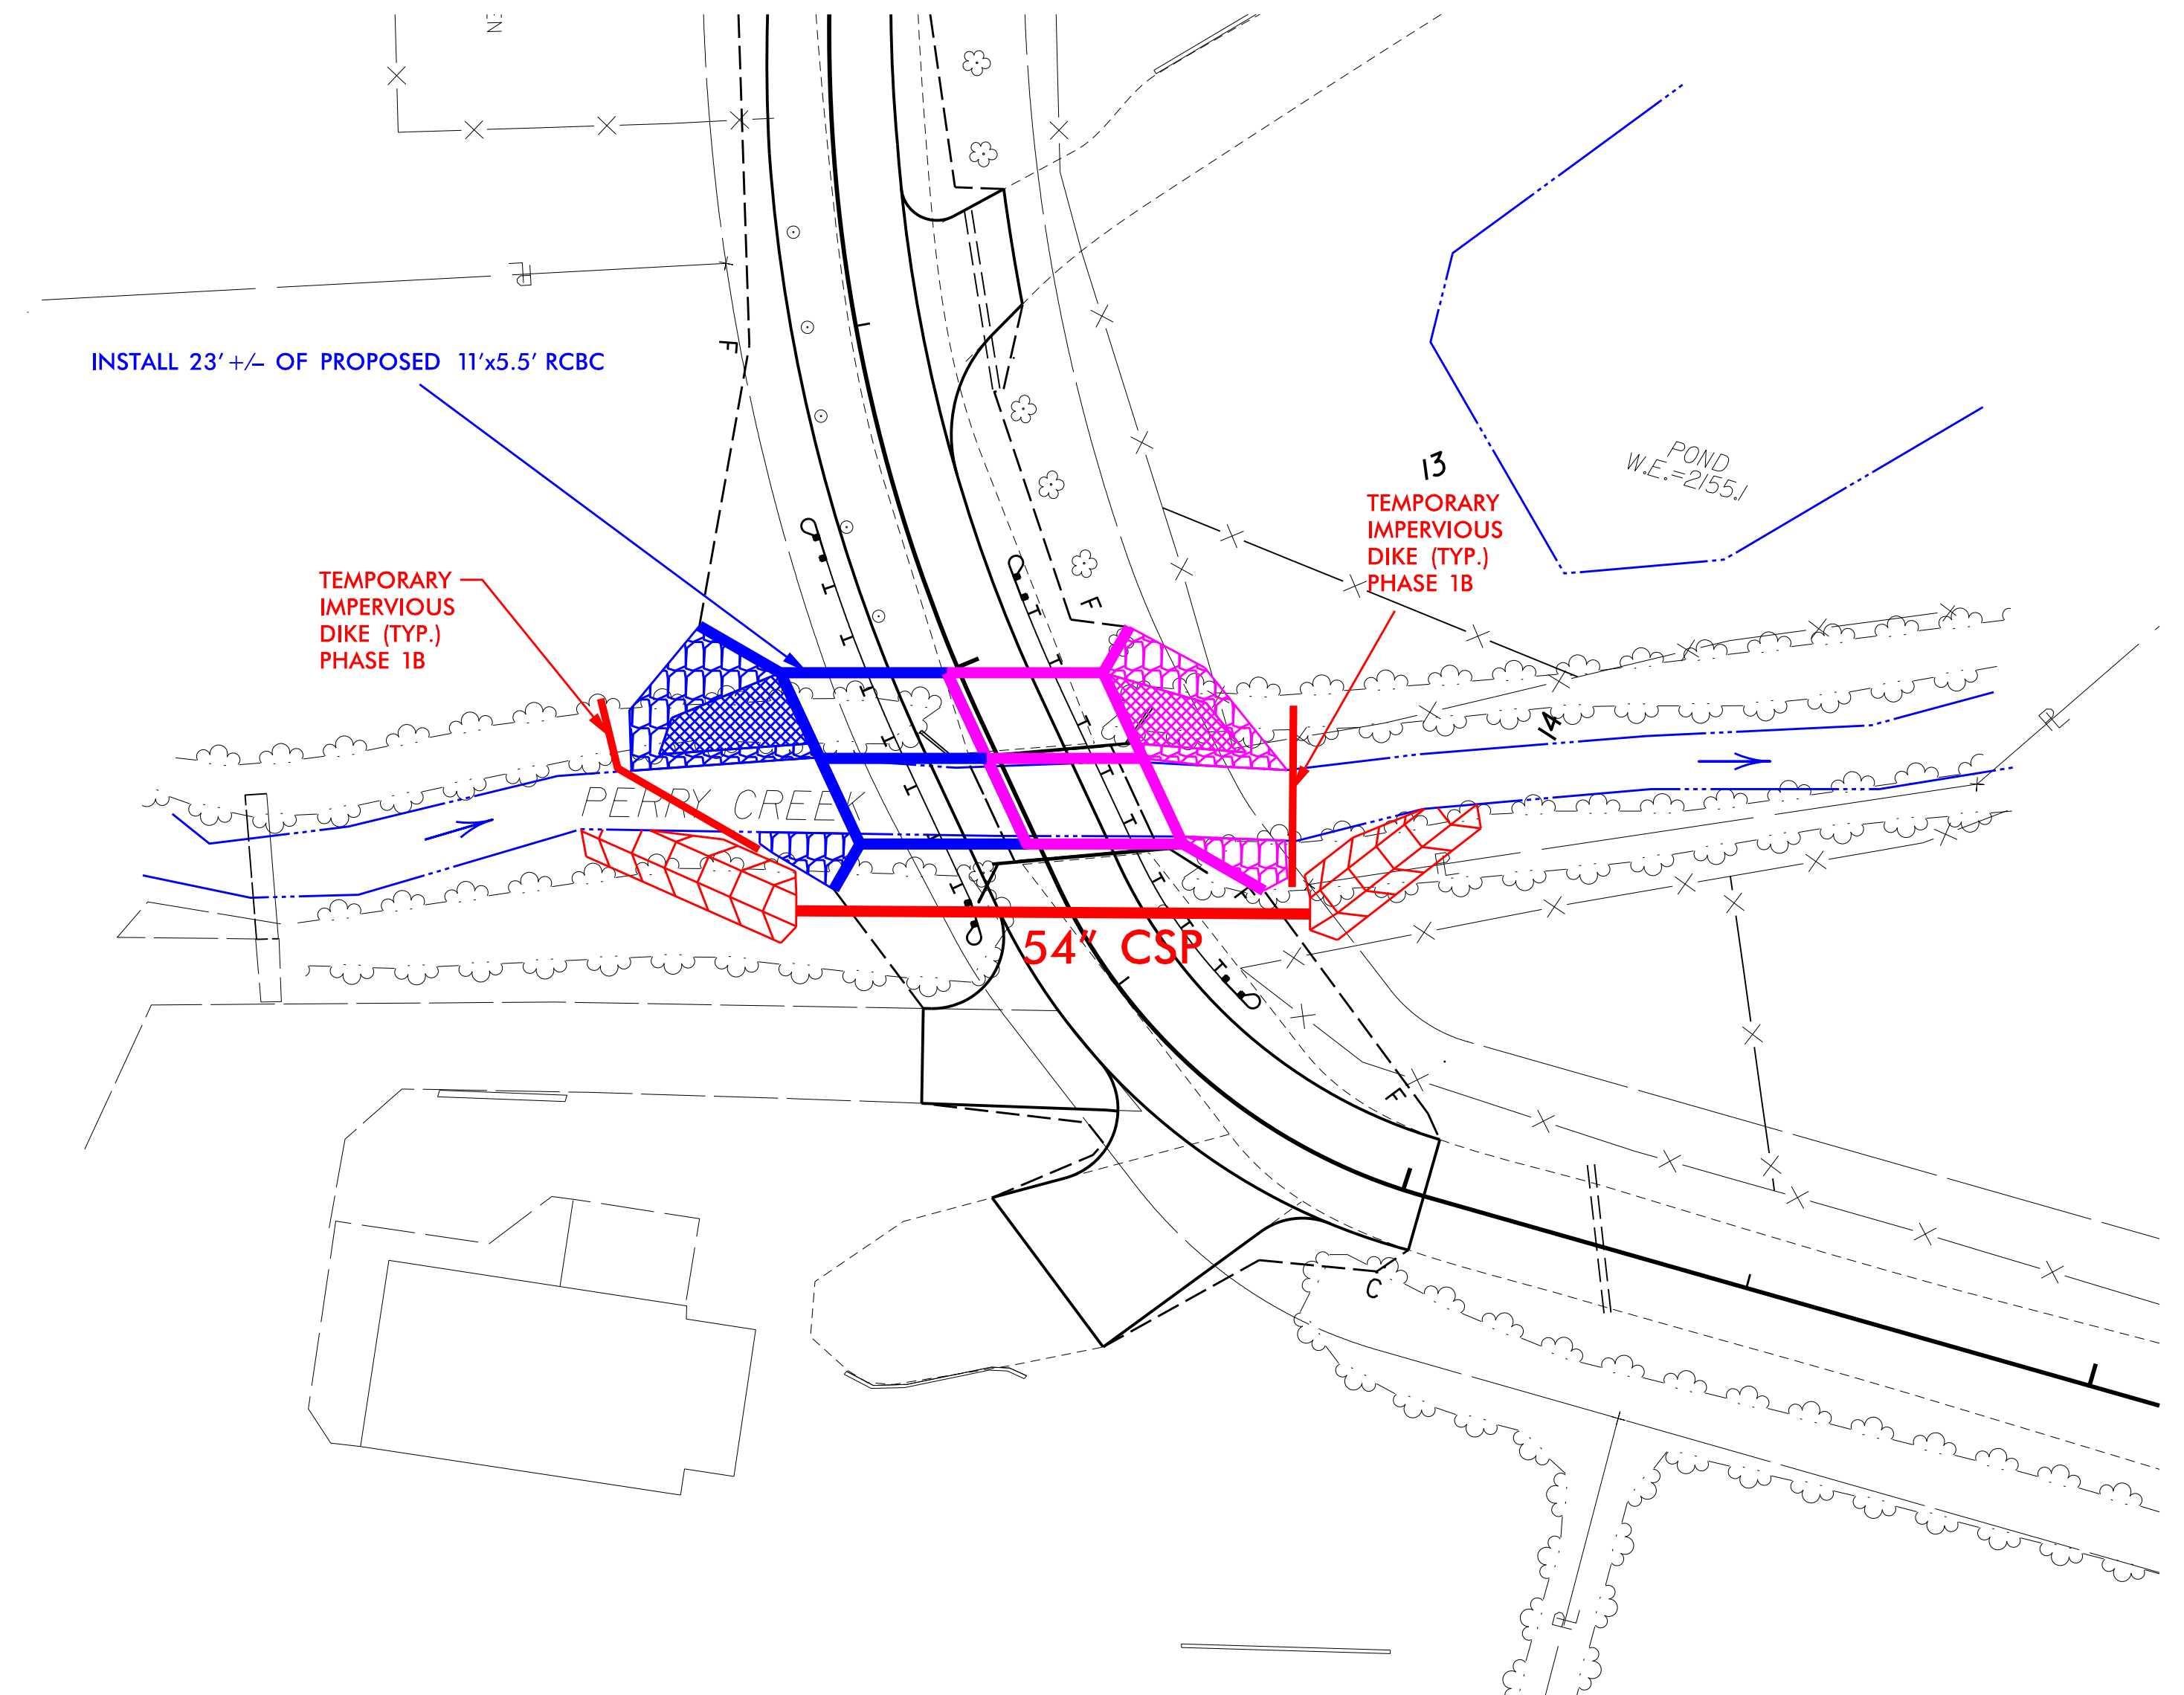 INSTALL 23'+/- OF PROPOSED 11'x5.5' RCBC
F
13
TEMPORARY
IMPERVIOUS
DIKE (TYP.)
PHASE 1B
POND
W.E.=2155.1
TEMPORARY
IMPERVIOUS
DIKE (TYP.)
PHASE 1B
F
14
PERRY CREEK
F
54" CSP
F
C